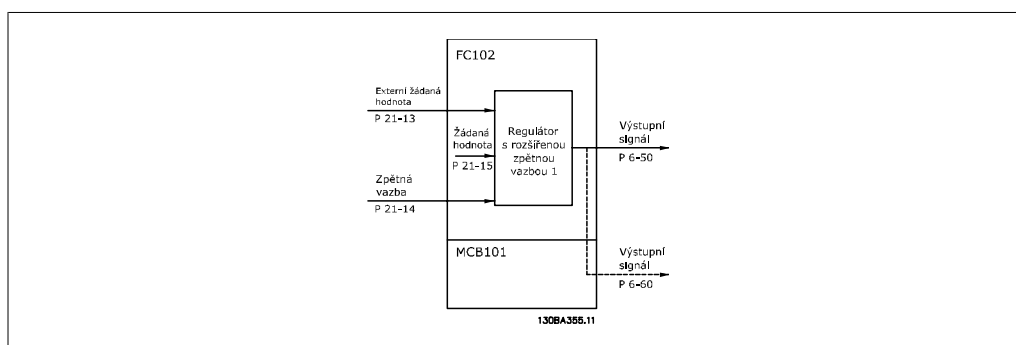 FC102
Externí žádaná
hodnota
P 21-13
Žádaná
hodnota
P 21-15
Regulátor
s rozšířenou
zpětnou
vazbou 1
Výstupní
signál
P 6-50
Zpětná
vazba
P 21-14
MCB101
Výstupní
signál
P 6-60
130BA355.11